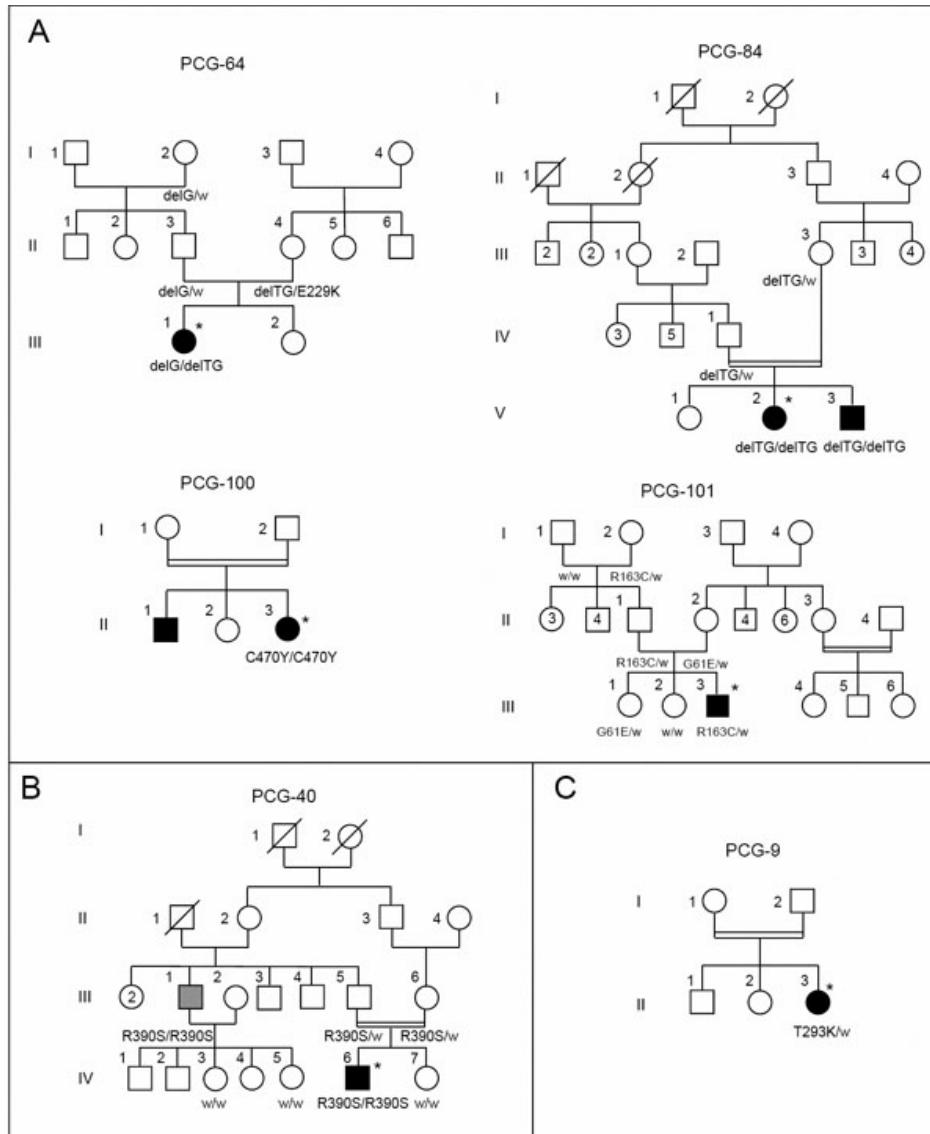 A
PCG-64
I
1
2
3
4
delG/w
II
1
2
3
4
5
6
delG/w delTG/E229K
III
1 * 2
delG/delTG
PCG-84
I
1
2
II
1
2
3
4
III
2
2
1
2
3
3
4
delTG/w
IV
3
5
1
delTG/w
V
1
2 *
3
delTG/delTG delTG/delTG
PCG-100
I
1
2
II
1
2
3 *
C470Y/C470Y
PCG-101
I
1
2
3
4
w/w R163C/w
II
3
4
1
2
4
6
3
4
R163C/w G61E/w
III
1
2
3 *
4
5
6
G61E/w w/w R163C/w
B
PCG-40
I
1
2
II
1
2
3
4
III
2
1
2
3
4
5
6
R390S/R390S R390S/w R390S/w
IV
1
2
3
4
5
6 *
7
w/w w/w R390S/R390S w/w
C
PCG-9
I
1
2
II
1
2
3 *
T293K/w